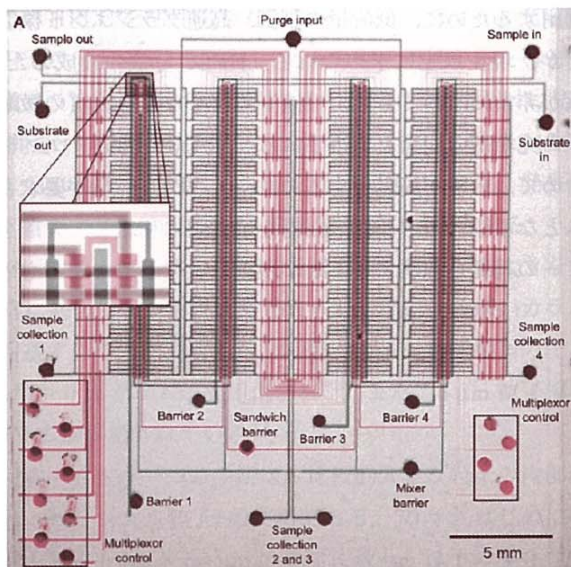 A
Purge input
Sample out
Sample in
Substrate
out
Substrate
in
Sample
collection
1
Sample
collection
4
Barrier 2
Sandwich
barrier
Barrier 3
Barrier 4
Multiplexor
control
Barrier 1
Mixer
barrier
Multiplexor
control
Sample
collection
2 and 3
5 mm